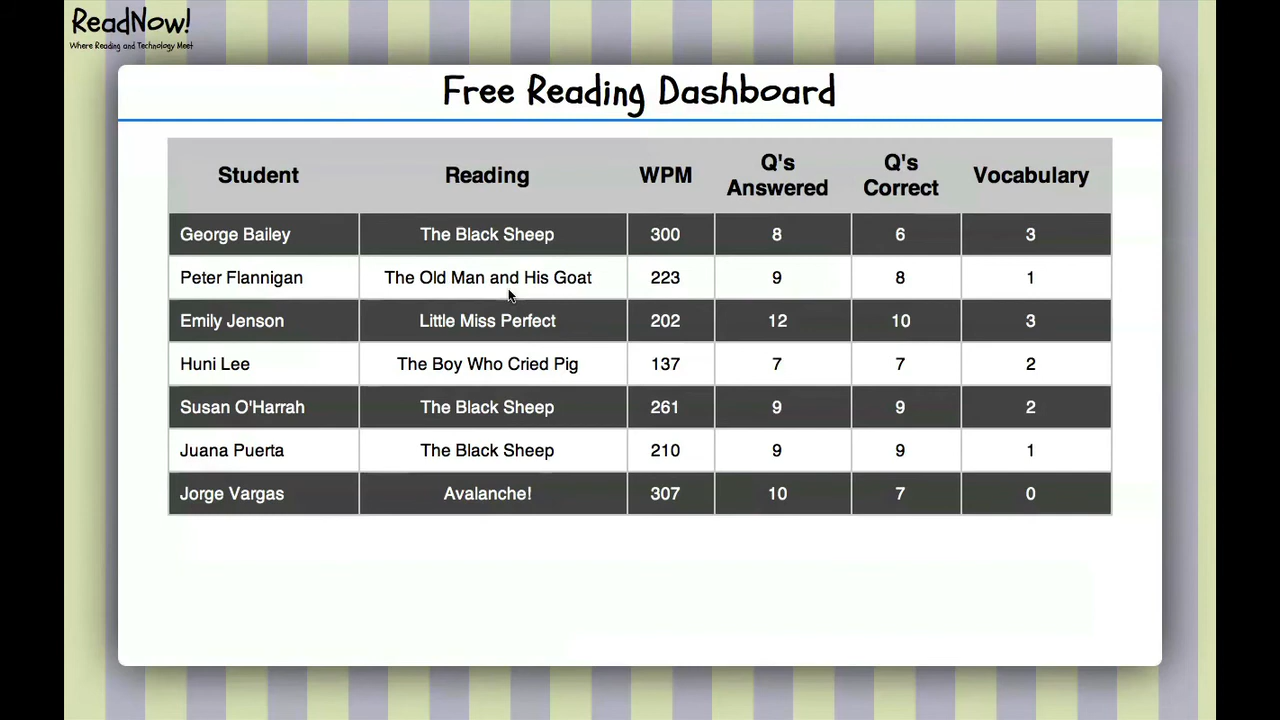 ReadNow!
Where Reading and Technology Meet
Free Reading Dashboard
Student Reading WPM Q's Answered Q's Correct Vocabulary
George Bailey The Black Sheep 300 8 6 3
Peter Flannigan The Old Man and His Goat 223 9 8 1
Emily Jenson Little Miss Perfect 202 12 10 3
Huni Lee The Boy Who Cried Pig 137 7 7 2
Susan O'Harrah The Black Sheep 261 9 9 2
Juana Puerta The Black Sheep 210 9 9 1
Jorge Vargas Avalanche! 307 10 7 0